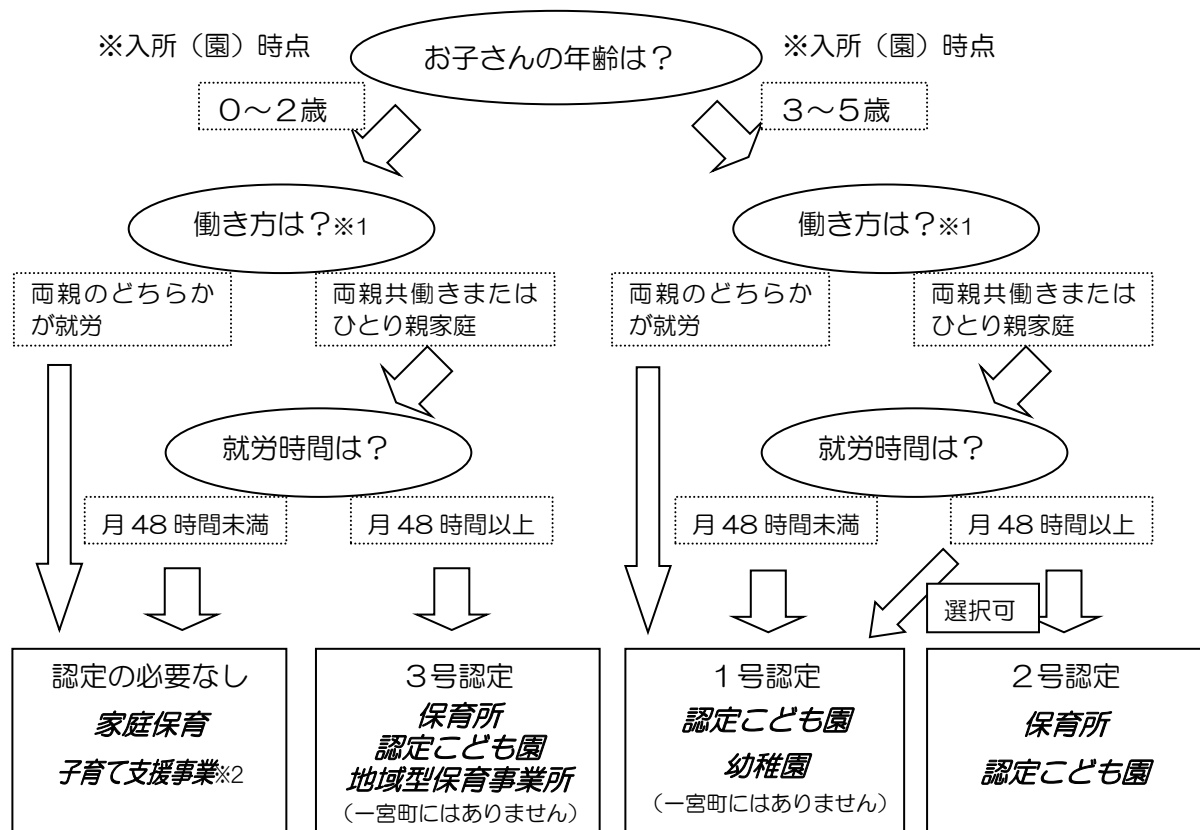 ※入所（園）時点
お子さんの年齢は？
※入所（園）時点
０～２歳
３～５歳
働き方は？※1
働き方は？※1
両親のどちらか
が就労
両親共働きまたは
ひとり親家庭
両親のどちらか
が就労
両親共働きまたは
ひとり親家庭
就労時間は？
就労時間は？
月48時間未満
月48時間以上
月48時間未満
月48時間以上
選択可
認定の必要なし
家庭保育
子育て支援事業※2
３号認定
保育所
認定こども園
地域型保育事業所
（一宮町にはありません）
１号認定
認定こども園
幼稚園
（一宮町にはありません）
２号認定
保育所
認定こども園